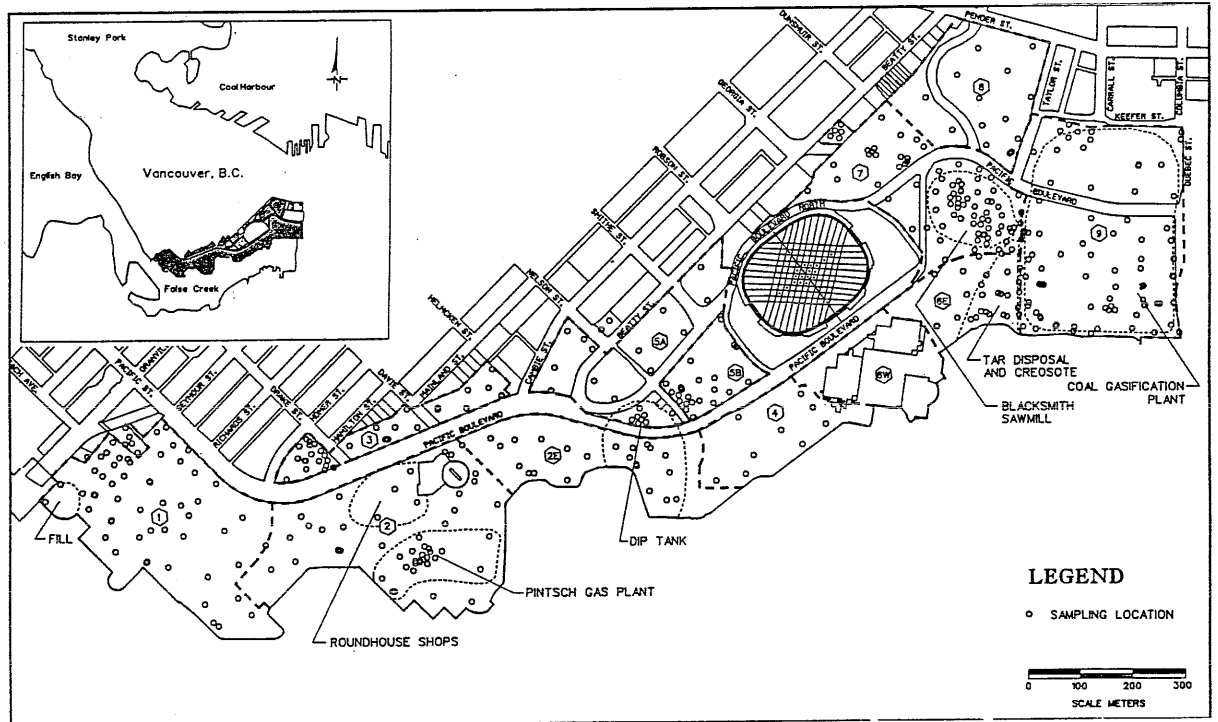 Stanley Park
Coal Harbour
English Bay
Vancouver, B.C.
False Creek
DUNSMUIR ST.
BEATTY ST.
PENDER ST.
GEORGIA ST.
TAYLOR ST.
CARRALL ST.
COLUMBIA ST.
KEEFER ST.
QUEBEC ST.
8
ROBSON ST.
7
PACIFIC
BOULEVARD
SMITHE ST.
PACIFIC BOULEVARD NORTH
9
NELSON ST.
HELMCKEN ST.
BEATTY ST.
6E
5A
CAMBIE ST.
PACIFIC BOULEVARD
5B
6W
4
TAR DISPOSAL
AND CREOSOTE
COAL GASIFICATION
PLANT
BLACKSMITH
SAWMILL
PACIFIC ST.
SEYMOUR ST.
RICHARDS ST.
DRAKE ST.
HOMER ST.
DAVIE ST.
HAMILTON ST.
MAINLAND ST.
3
PACIFIC BOULEVARD
2E
1
2
FILL
DIP TANK
PINTSCH GAS PLANT
ROUNDHOUSE SHOPS
LEGEND
SAMPLING LOCATION
0 100 200 300
SCALE METERS